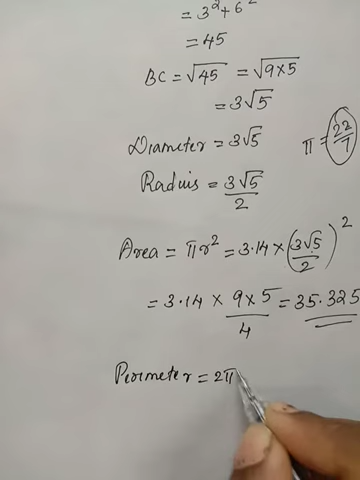 = 3² + 6²
= 45
BC = √45 = √9×5
= 3√5
Diameter = 3√5
π = 22/7
Raduis = 3√5/2
Area = πr² = 3.14 × (3√5/2)²
= 3.14 × 9×5/4 = 35.325
Perimeter = 2π